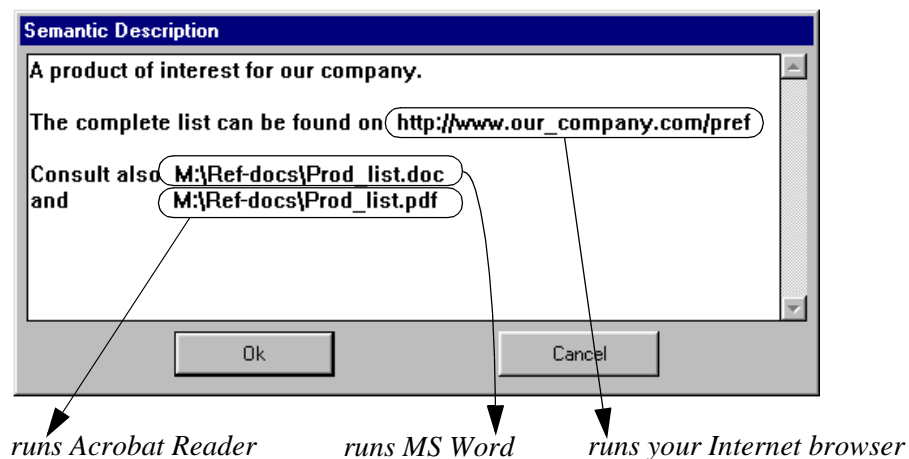 Semantic Description
A product of interest for our company.
The complete list can be found on http://www.our_company.com/pref
Consult also M:\Ref-docs\Prod_list.doc
and M:\Ref-docs\Prod_list.pdf
Ok Cancel
runs Acrobat Reader runs MS Word runs your Internet browser